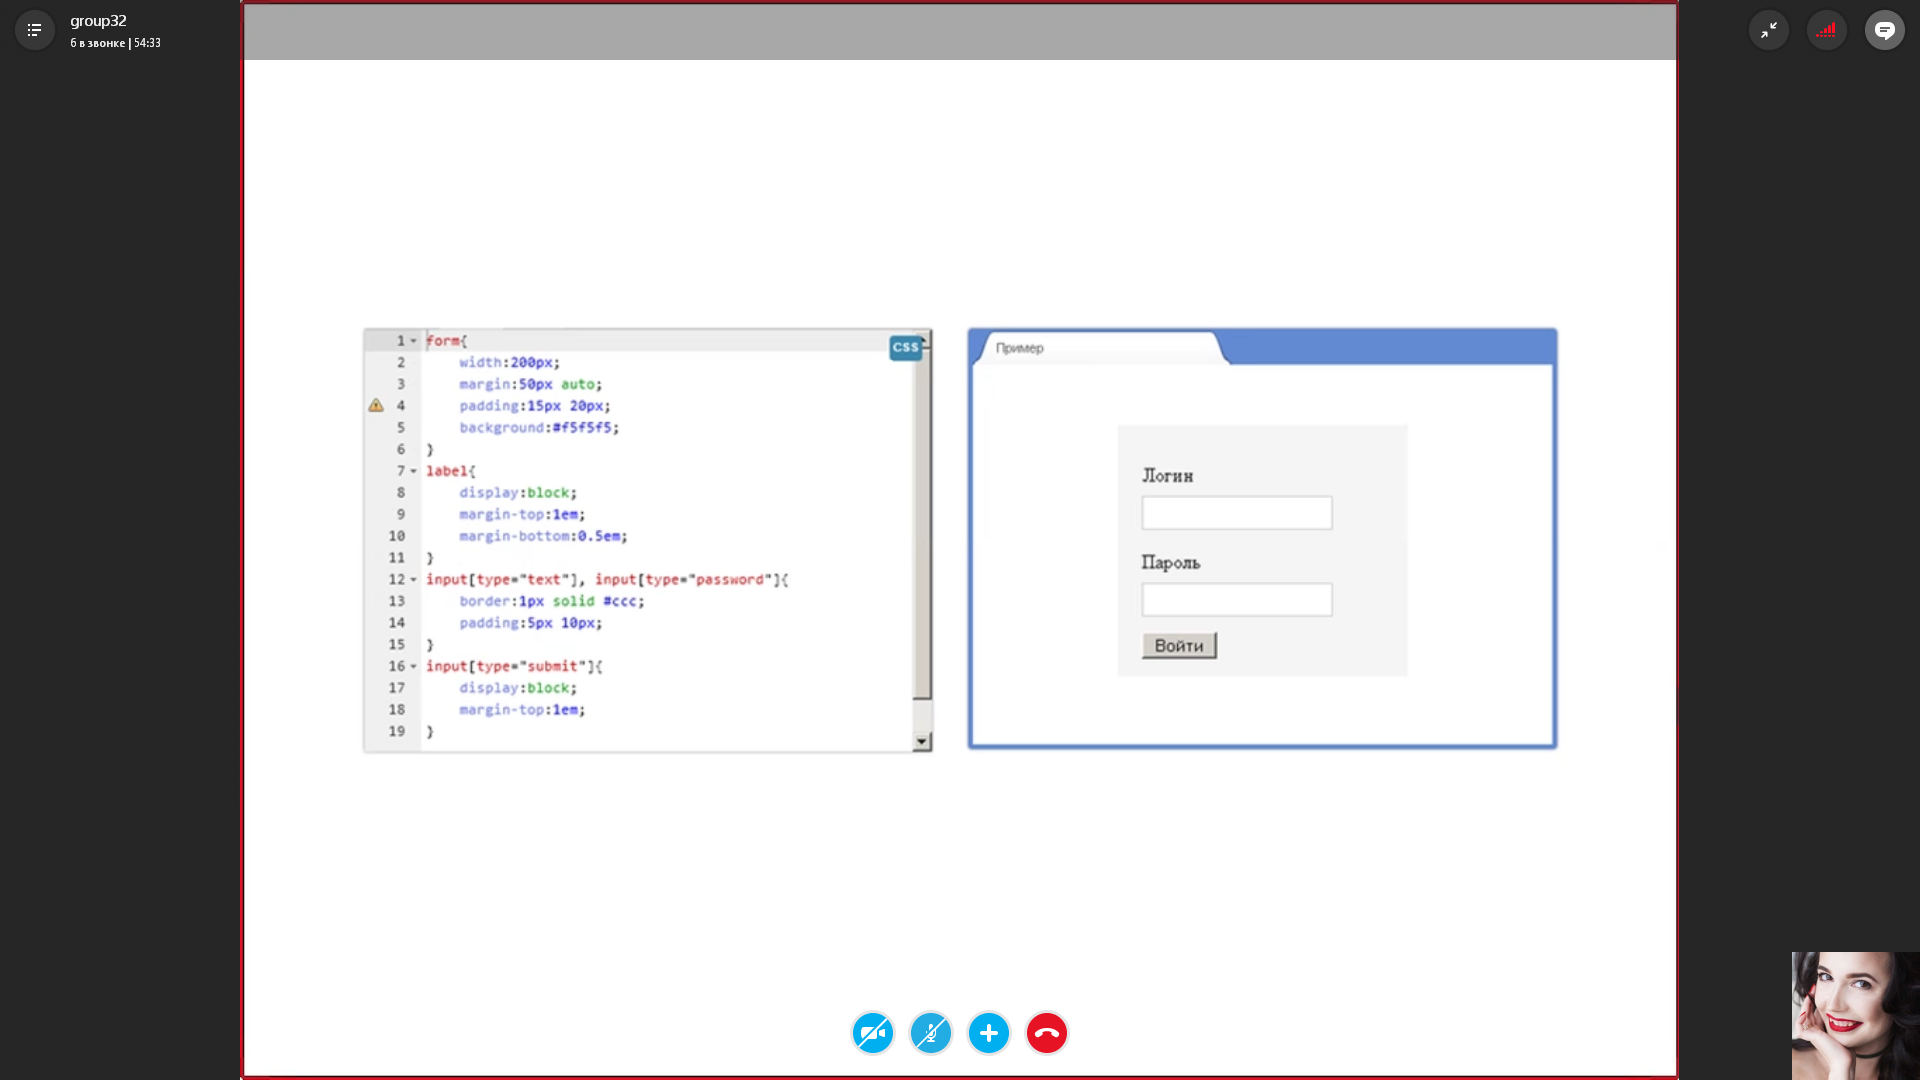 group32
6 в звонке | 54:33
1 form{
2 width:200px;
3 margin:50px auto;
4 padding:15px 20px;
5 background:#f5f5f5;
6 }
7 label{
8 display:block;
9 margin-top:1em;
10 margin-bottom:0.5em;
11 }
12 input[type="text"], input[type="password"]{
13 border:1px solid #ccc;
14 padding:5px 10px;
15 }
16 input[type="submit"]{
17 display:block;
18 margin-top:1em;
19 }
CSS
Пример
Логин
Пароль
Войти